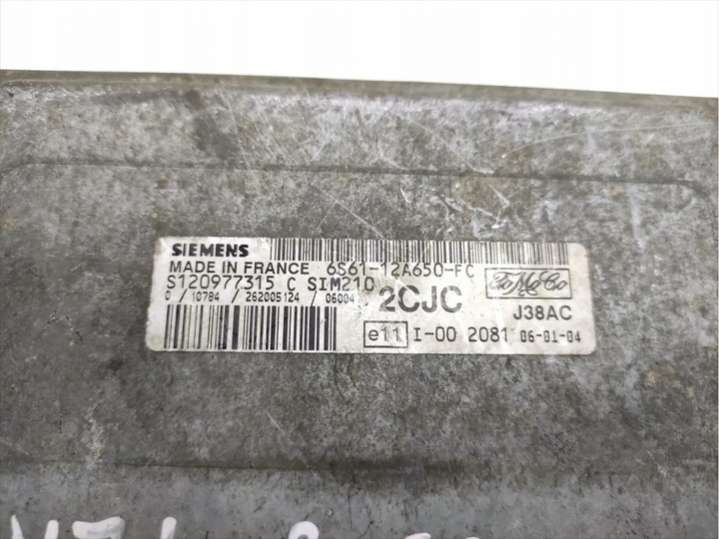 SIEMENS
MADE IN FRANCE 6S61-12A650-FC
S120977315 C SIM210 FoMoCo
0 / 10784 / 262005124 / 06004 2CJC J38AC
e11 I-00 2081 06-01-04